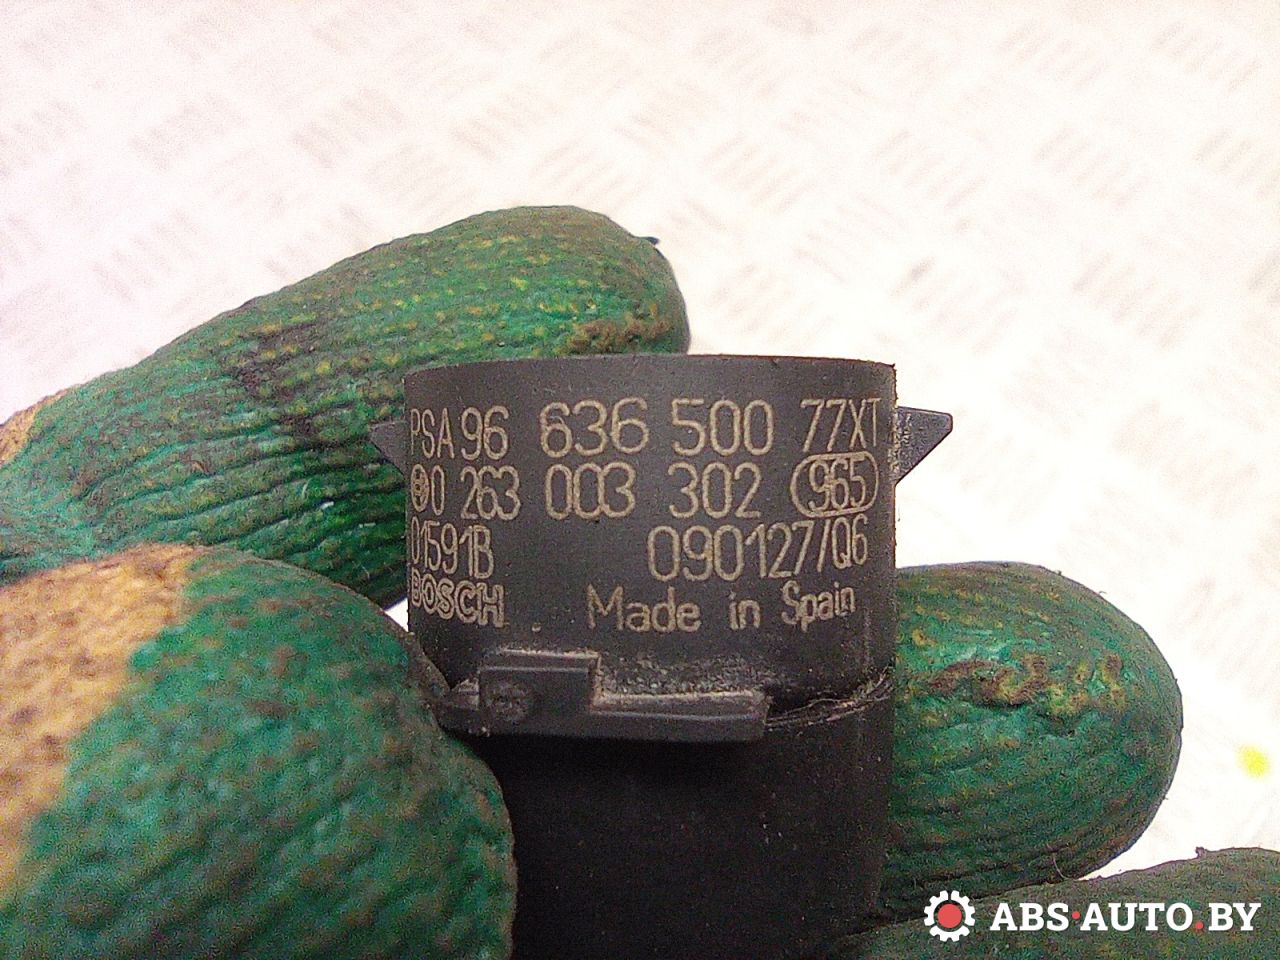 PSA 96 636 500 77XT
0 263 003 302 965
01591B 090127/Q6
BOSCH Made in Spain
ABS·AUTO.BY